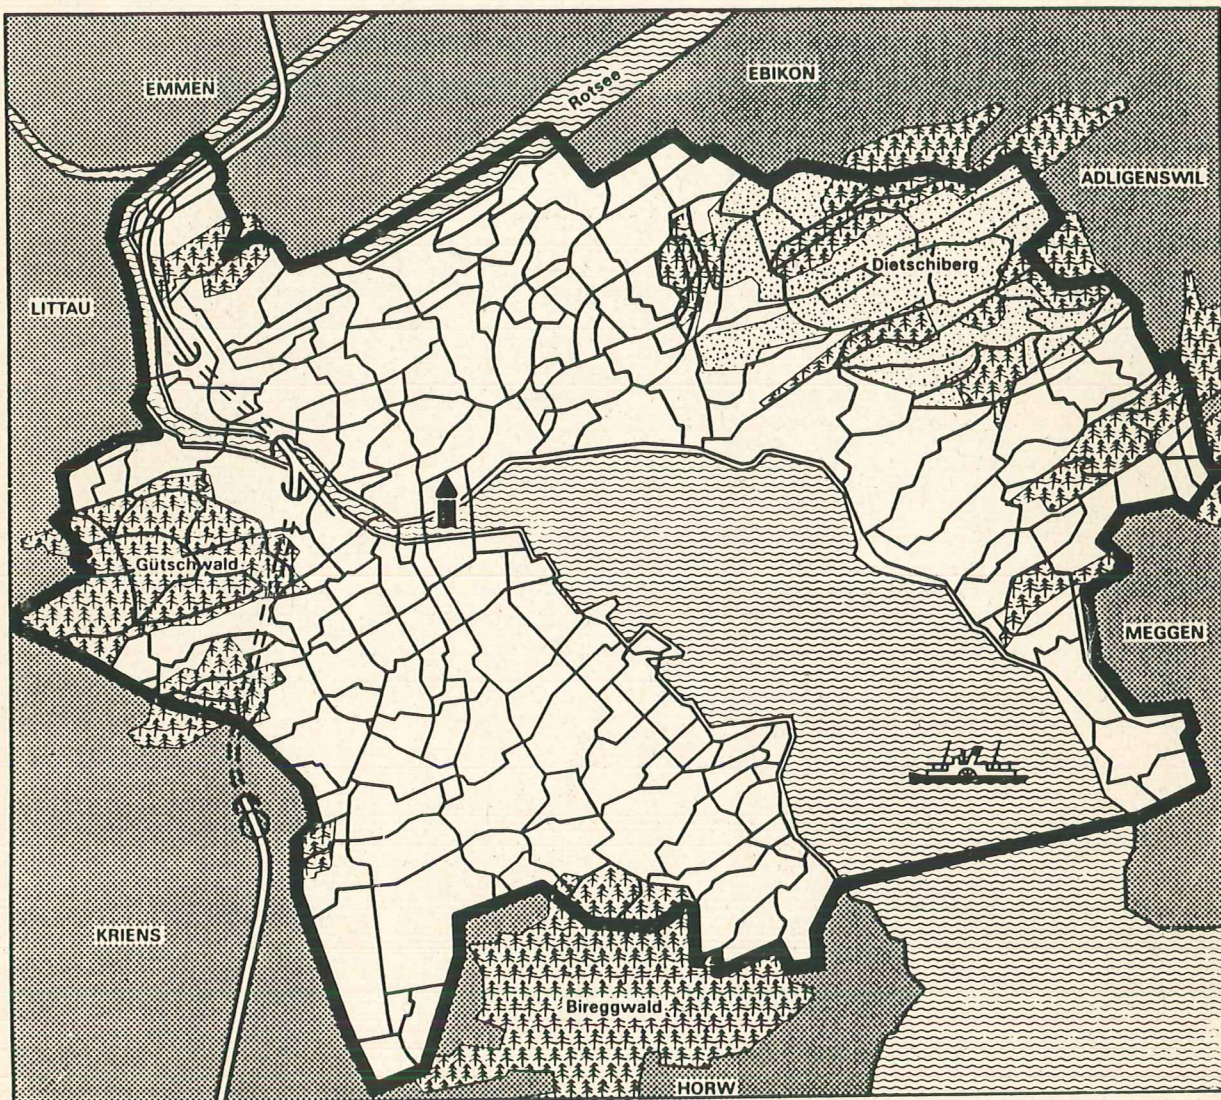 EBIKON
EMMEN
Rotsee
ADLIGENSWIL
Dietschiberg
LITTAU
Gütschwald
MEGGEN
KRIENS
Bireggwald
HORW